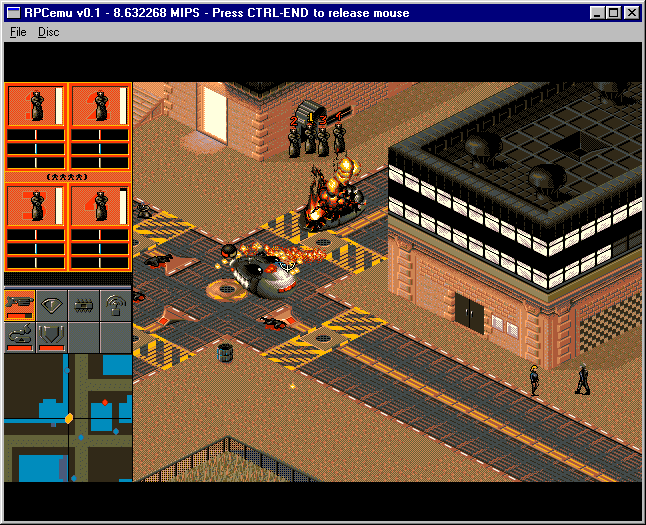 RPCemu v0.1 - 8.632268 MIPS - Press CTRL-END to release mouse
File Disc